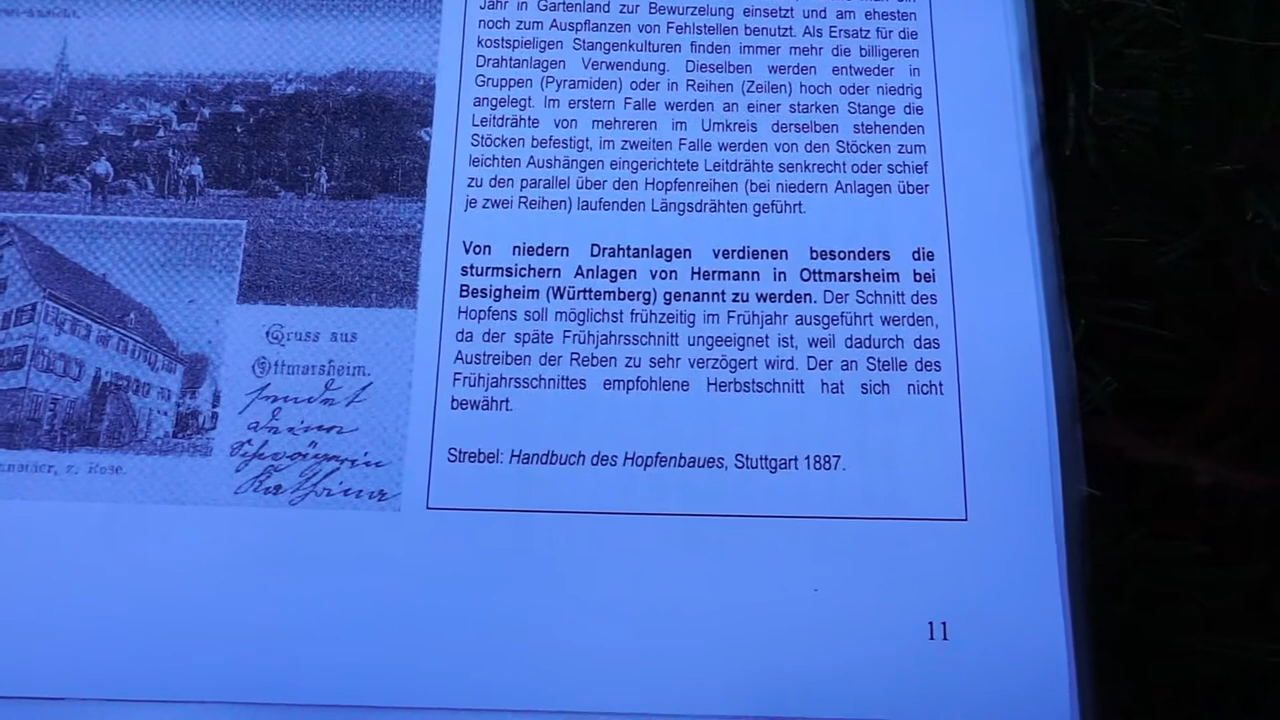 Jahr in Gartenland zur Bewurzelung einsetzt und am ehesten
noch zum Auspflanzen von Fehlstellen benutzt. Als Ersatz für die
kostspieligen Stangenkulturen finden immer mehr die billigeren
Drahtanlagen Verwendung. Dieselben werden entweder in
Gruppen (Pyramiden) oder in Reihen (Zeilen) hoch oder niedrig
angelegt. Im erstern Falle werden an einer starken Stange die
Leitdrähte von mehreren im Umkreis derselben stehenden
Stöcken befestigt, im zweiten Falle werden von den Stöcken zum
leichten Aushängen eingerichtete Leitdrähte senkrecht oder schief
zu den parallel über den Hopfenreihen (bei niedern Anlagen über
je zwei Reihen) laufenden Längsdrähten geführt.
Von niedern Drahtanlagen verdienen besonders die
sturmsichern Anlagen von Hermann in Ottmarsheim bei
Besigheim (Württemberg) genannt zu werden. Der Schnitt des
Hopfens soll möglichst frühzeitig im Frühjahr ausgeführt werden,
da der späte Frühjahrsschnitt ungeeignet ist, weil dadurch das
Austreiben der Reben zu sehr verzögert wird. Der an Stelle des
Frühjahrsschnittes empfohlene Herbstschnitt hat sich nicht
bewährt.
Strebel: Handbuch des Hopfenbaues, Stuttgart 1887.
Gruss aus
Ottmarsheim.
sendet
deine
Schwägerin
Kathrina
z. Rose.
11